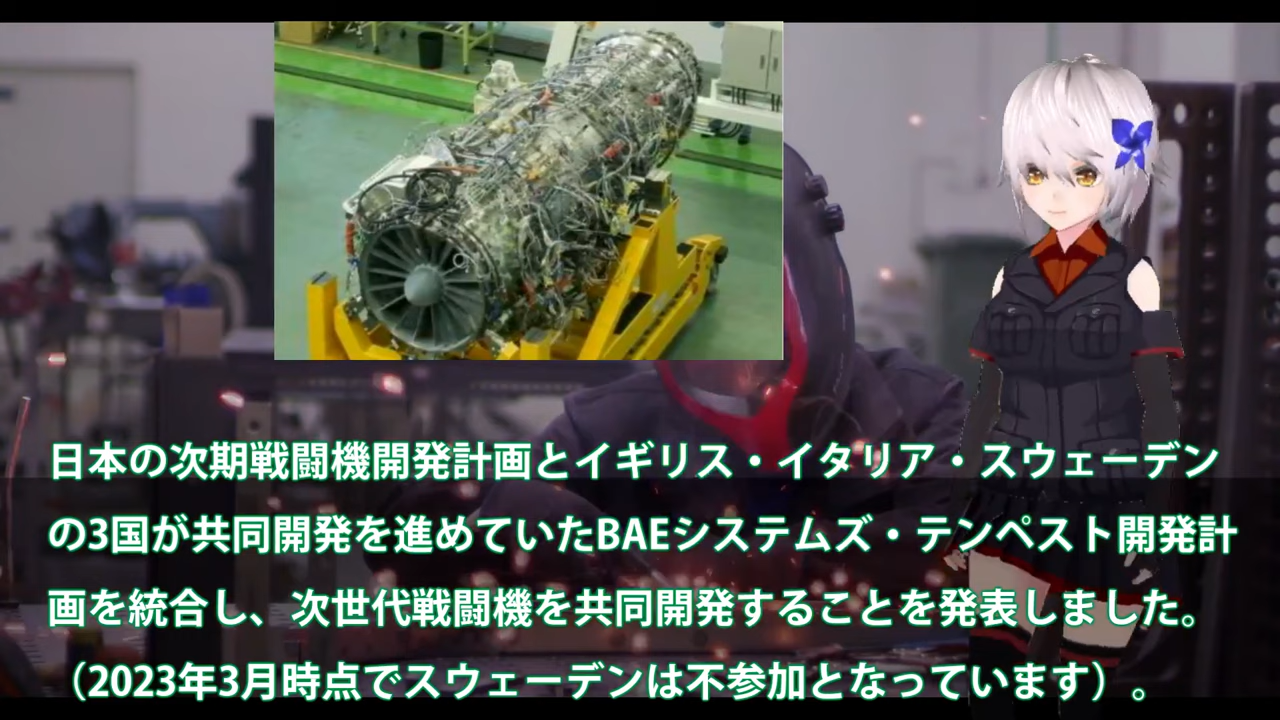 日本の次期戦闘機開発計画とイギリス・イタリア・スウェーデン
の3国が共同開発を進めていたBAEシステムズ・テンペスト開発計
画を統合し、次世代戦闘機を共同開発することを発表しました。
（2023年3月時点でスウェーデンは不参加となっています）。